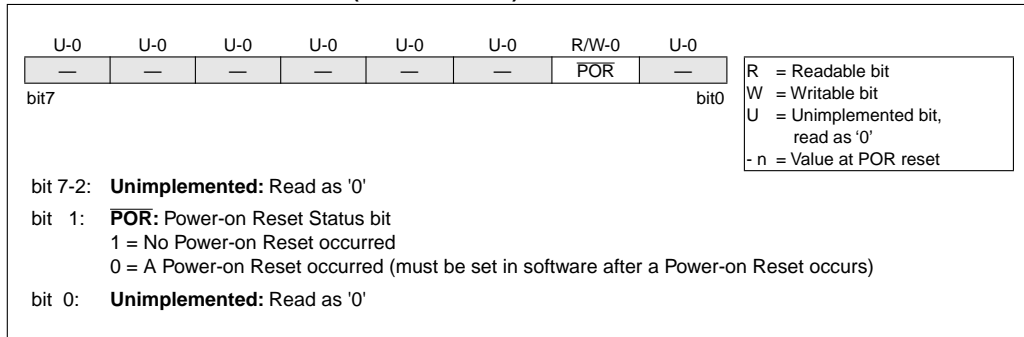 U-0 U-0 U-0 U-0 U-0 U-0 R/W-0 U-0
— — — — — — POR —
bit7 bit0
R = Readable bit
W = Writable bit
U = Unimplemented bit,
read as ‘0’
- n = Value at POR reset
bit 7-2: Unimplemented: Read as '0'
bit 1: POR: Power-on Reset Status bit
1 = No Power-on Reset occurred
0 = A Power-on Reset occurred (must be set in software after a Power-on Reset occurs)
bit 0: Unimplemented: Read as '0'